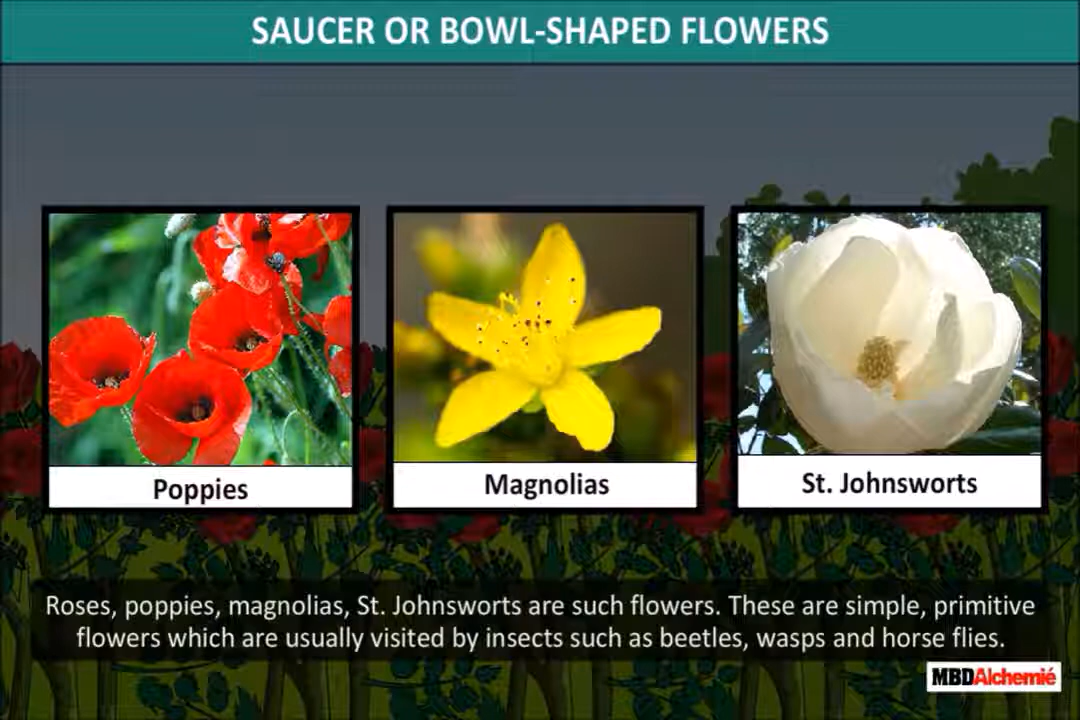 SAUCER OR BOWL-SHAPED FLOWERS
Poppies
Magnolias
St. Johnsworts
Roses, poppies, magnolias, St. Johnsworts are such flowers. These are simple, primitive
flowers which are usually visited by insects such as beetles, wasps and horse flies.
MBDAlchemié